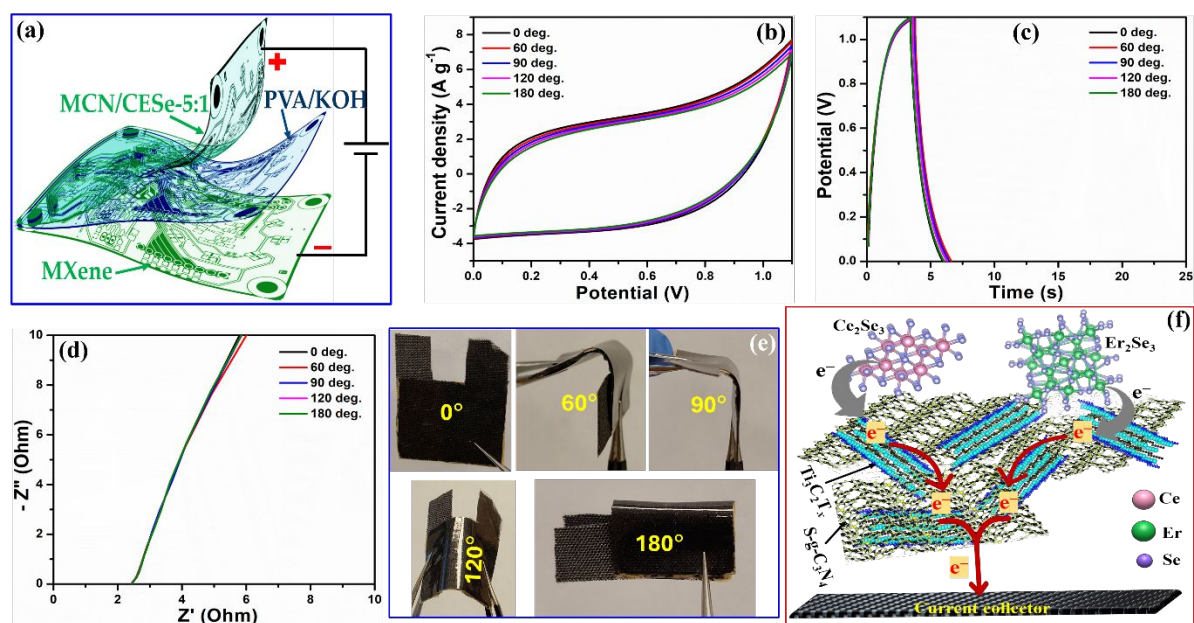 (a)
+
MCN/CESe-5:1
PVA/KOH
MXene
−
(b)
Current density (A g⁻¹)
8
6
4
2
0
-2
-4
0 deg.
60 deg.
90 deg.
120 deg.
180 deg.
0.0 0.2 0.4 0.6 0.8 1.0
Potential (V)
(c)
Potential (V)
1.0
0.8
0.6
0.4
0.2
0.0
0 deg.
60 deg.
90 deg.
120 deg.
180 deg.
0 5 10 15 20 25
Time (s)
(d)
- Z" (Ohm)
10
8
6
4
2
0
0 deg.
60 deg.
90 deg.
120 deg.
180 deg.
0 2 4 6 8 10
Z' (Ohm)
(e)
0°
60°
90°
120°
180°
(f)
Ce₂Se₃
Er₂Se₃
e⁻
e⁻
e⁻
e⁻
Ti₃C₂Tₓ
e⁻
e⁻
S-g-C₃N₄
Ce
Er
Se
e⁻
Current collector